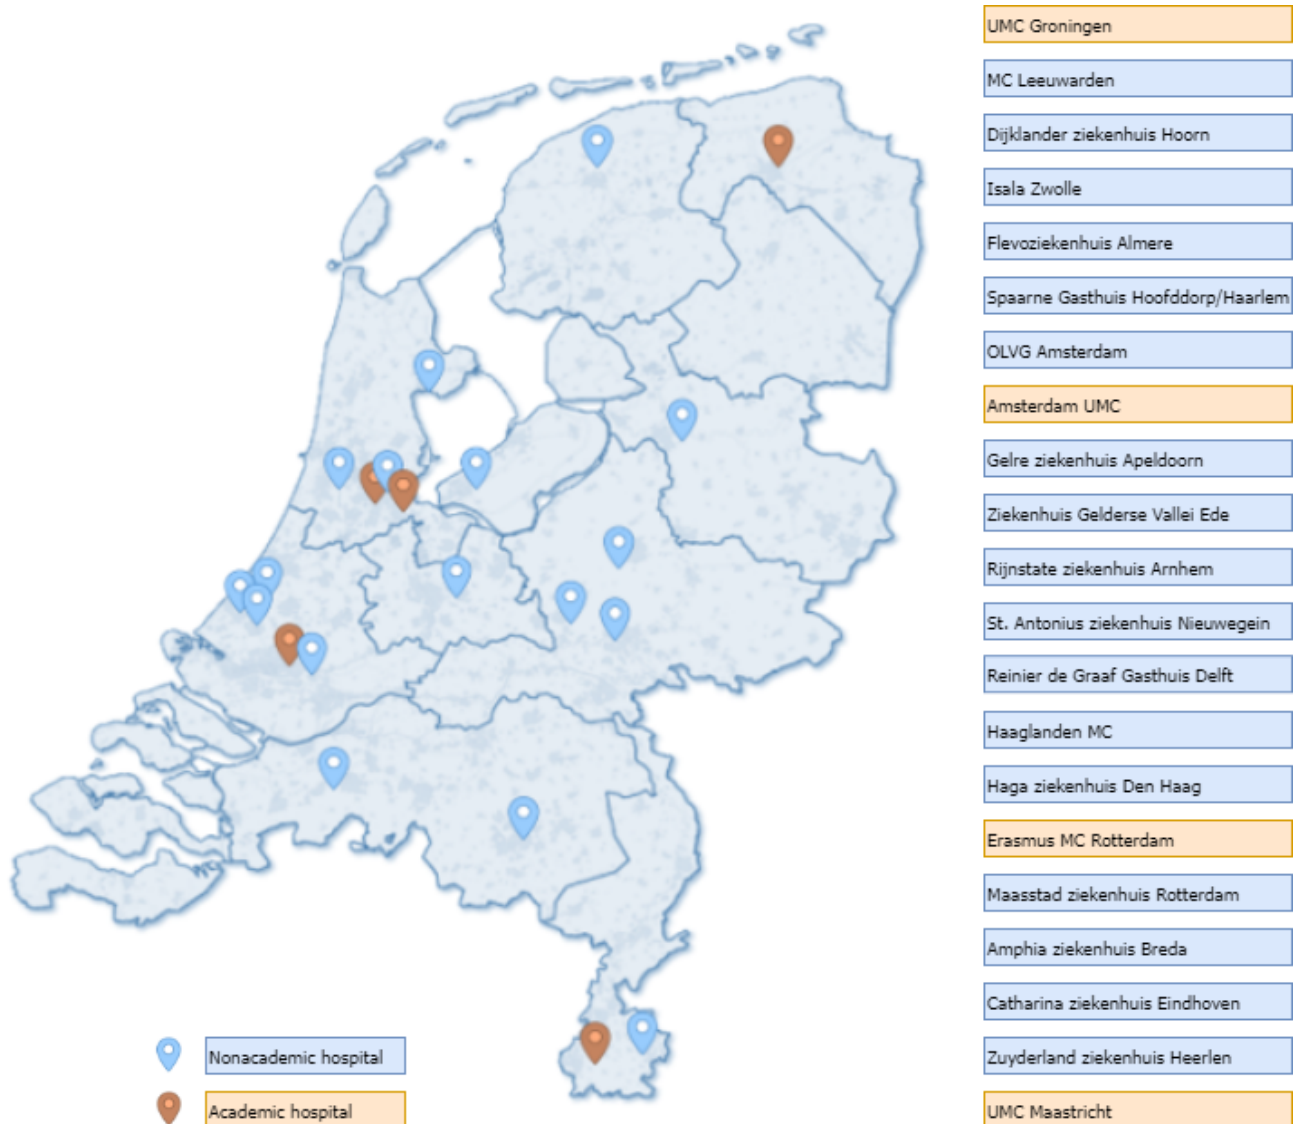 UMC Groningen
MC Leeuwarden
Dijklander ziekenhuis Hoorn
Isala Zwolle
Flevoziekenhuis Almere
Spaarne Gasthuis Hoofddorp/Haarlem
OLVG Amsterdam
Amsterdam UMC
Gelre ziekenhuis Apeldoorn
Ziekenhuis Gelderse Vallei Ede
Rijnstate ziekenhuis Arnhem
St. Antonius ziekenhuis Nieuwegein
Reinier de Graaf Gasthuis Delft
Haaglanden MC
Haga ziekenhuis Den Haag
Erasmus MC Rotterdam
Maasstad ziekenhuis Rotterdam
Amphia ziekenhuis Breda
Catharina ziekenhuis Eindhoven
Zuyderland ziekenhuis Heerlen
UMC Maastricht
Nonacademic hospital
Academic hospital